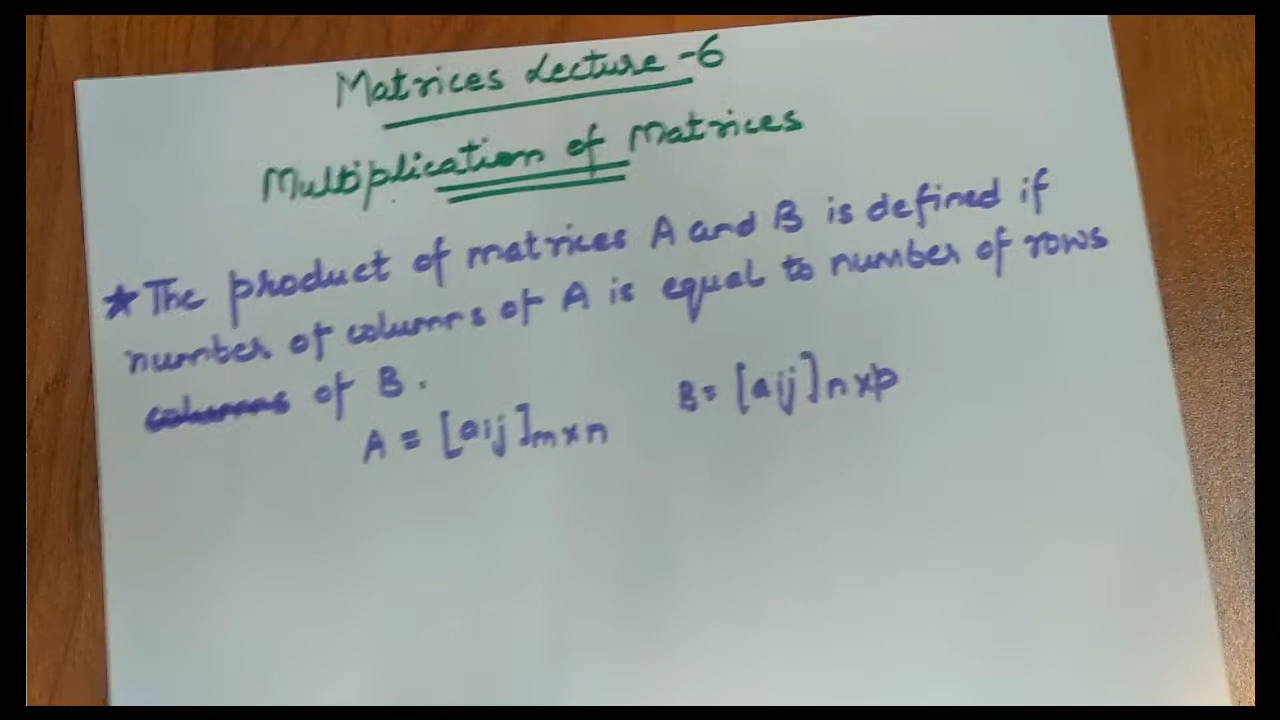 Matrices Lecture-6
Multiplication of Matrices
★ The product of matrices A and B is defined if
number of columns of A is equal to number of rows
columns of B.
A = [aij]m×n B= [aij]n×p